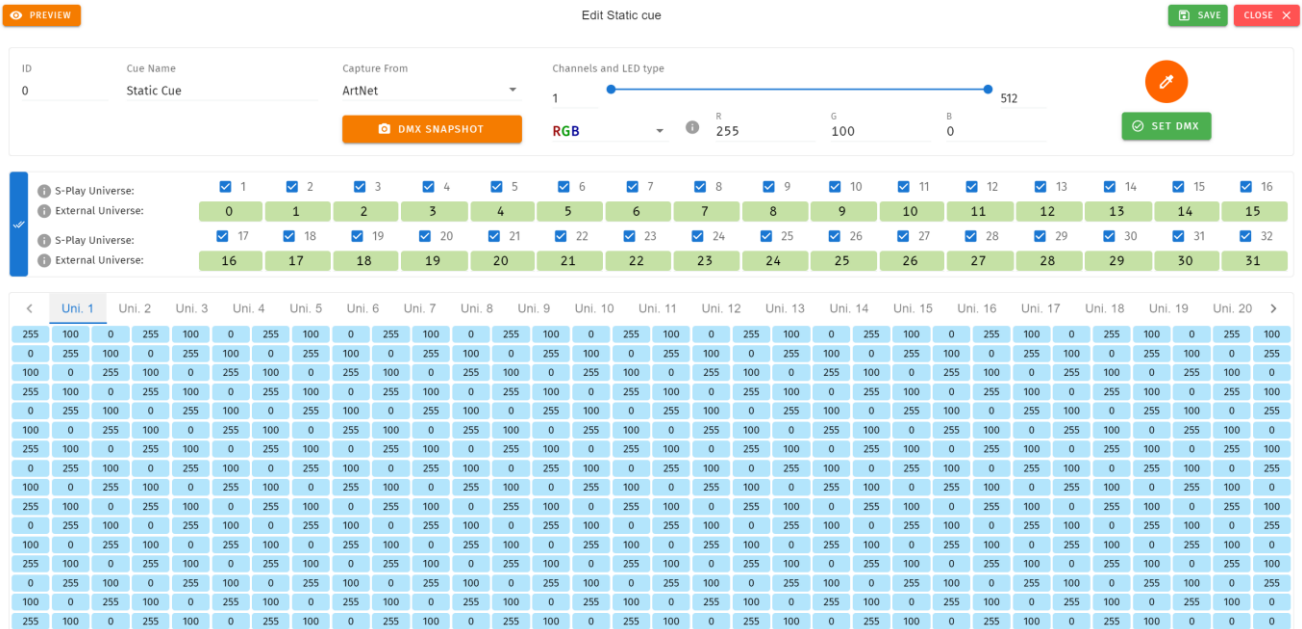 PREVIEW
Edit Static cue
SAVE
CLOSE
ID
Cue Name
Capture From
Channels and LED type
0
Static Cue
ArtNet
1
512
DMX SNAPSHOT
RGB
R
255
G
100
B
0
SET DMX
S-Play Universe: 1 2 3 4 5 6 7 8 9 10 11 12 13 14 15 16
External Universe: 0 1 2 3 4 5 6 7 8 9 10 11 12 13 14 15
S-Play Universe: 17 18 19 20 21 22 23 24 25 26 27 28 29 30 31 32
External Universe: 16 17 18 19 20 21 22 23 24 25 26 27 28 29 30 31
Uni. 1 Uni. 2 Uni. 3 Uni. 4 Uni. 5 Uni. 6 Uni. 7 Uni. 8 Uni. 9 Uni. 10 Uni. 11 Uni. 12 Uni. 13 Uni. 14 Uni. 15 Uni. 16 Uni. 17 Uni. 18 Uni. 19 Uni. 20
255 100 0 255 100 0 255 100 0 255 100 0 255 100 0 255 100 0 255 100 0 255 100 0 255 100 0 255 100 0 255 100
0 255 100 0 255 100 0 255 100 0 255 100 0 255 100 0 255 100 0 255 100 0 255 100 0 255 100 0 255 100 0 255
100 0 255 100 0 255 100 0 255 100 0 255 100 0 255 100 0 255 100 0 255 100 0 255 100 0 255 100 0 255 100 0
255 100 0 255 100 0 255 100 0 255 100 0 255 100 0 255 100 0 255 100 0 255 100 0 255 100 0 255 100 0 255 100
0 255 100 0 255 100 0 255 100 0 255 100 0 255 100 0 255 100 0 255 100 0 255 100 0 255 100 0 255 100 0 255
100 0 255 100 0 255 100 0 255 100 0 255 100 0 255 100 0 255 100 0 255 100 0 255 100 0 255 100 0 255 100 0
255 100 0 255 100 0 255 100 0 255 100 0 255 100 0 255 100 0 255 100 0 255 100 0 255 100 0 255 100 0 255 100
0 255 100 0 255 100 0 255 100 0 255 100 0 255 100 0 255 100 0 255 100 0 255 100 0 255 100 0 255 100 0 255
100 0 255 100 0 255 100 0 255 100 0 255 100 0 255 100 0 255 100 0 255 100 0 255 100 0 255 100 0 255 100 0
255 100 0 255 100 0 255 100 0 255 100 0 255 100 0 255 100 0 255 100 0 255 100 0 255 100 0 255 100 0 255 100
0 255 100 0 255 100 0 255 100 0 255 100 0 255 100 0 255 100 0 255 100 0 255 100 0 255 100 0 255 100 0 255
100 0 255 100 0 255 100 0 255 100 0 255 100 0 255 100 0 255 100 0 255 100 0 255 100 0 255 100 0 255 100 0
255 100 0 255 100 0 255 100 0 255 100 0 255 100 0 255 100 0 255 100 0 255 100 0 255 100 0 255 100 0 255 100
0 255 100 0 255 100 0 255 100 0 255 100 0 255 100 0 255 100 0 255 100 0 255 100 0 255 100 0 255 100 0 255
100 0 255 100 0 255 100 0 255 100 0 255 100 0 255 100 0 255 100 0 255 100 0 255 100 0 255 100 0 255 100 0
255 100 0 255 100 0 255 100 0 255 100 0 255 100 0 255 100 0 255 100 0 255 100 0 255 100 0 255 100 0 0 0